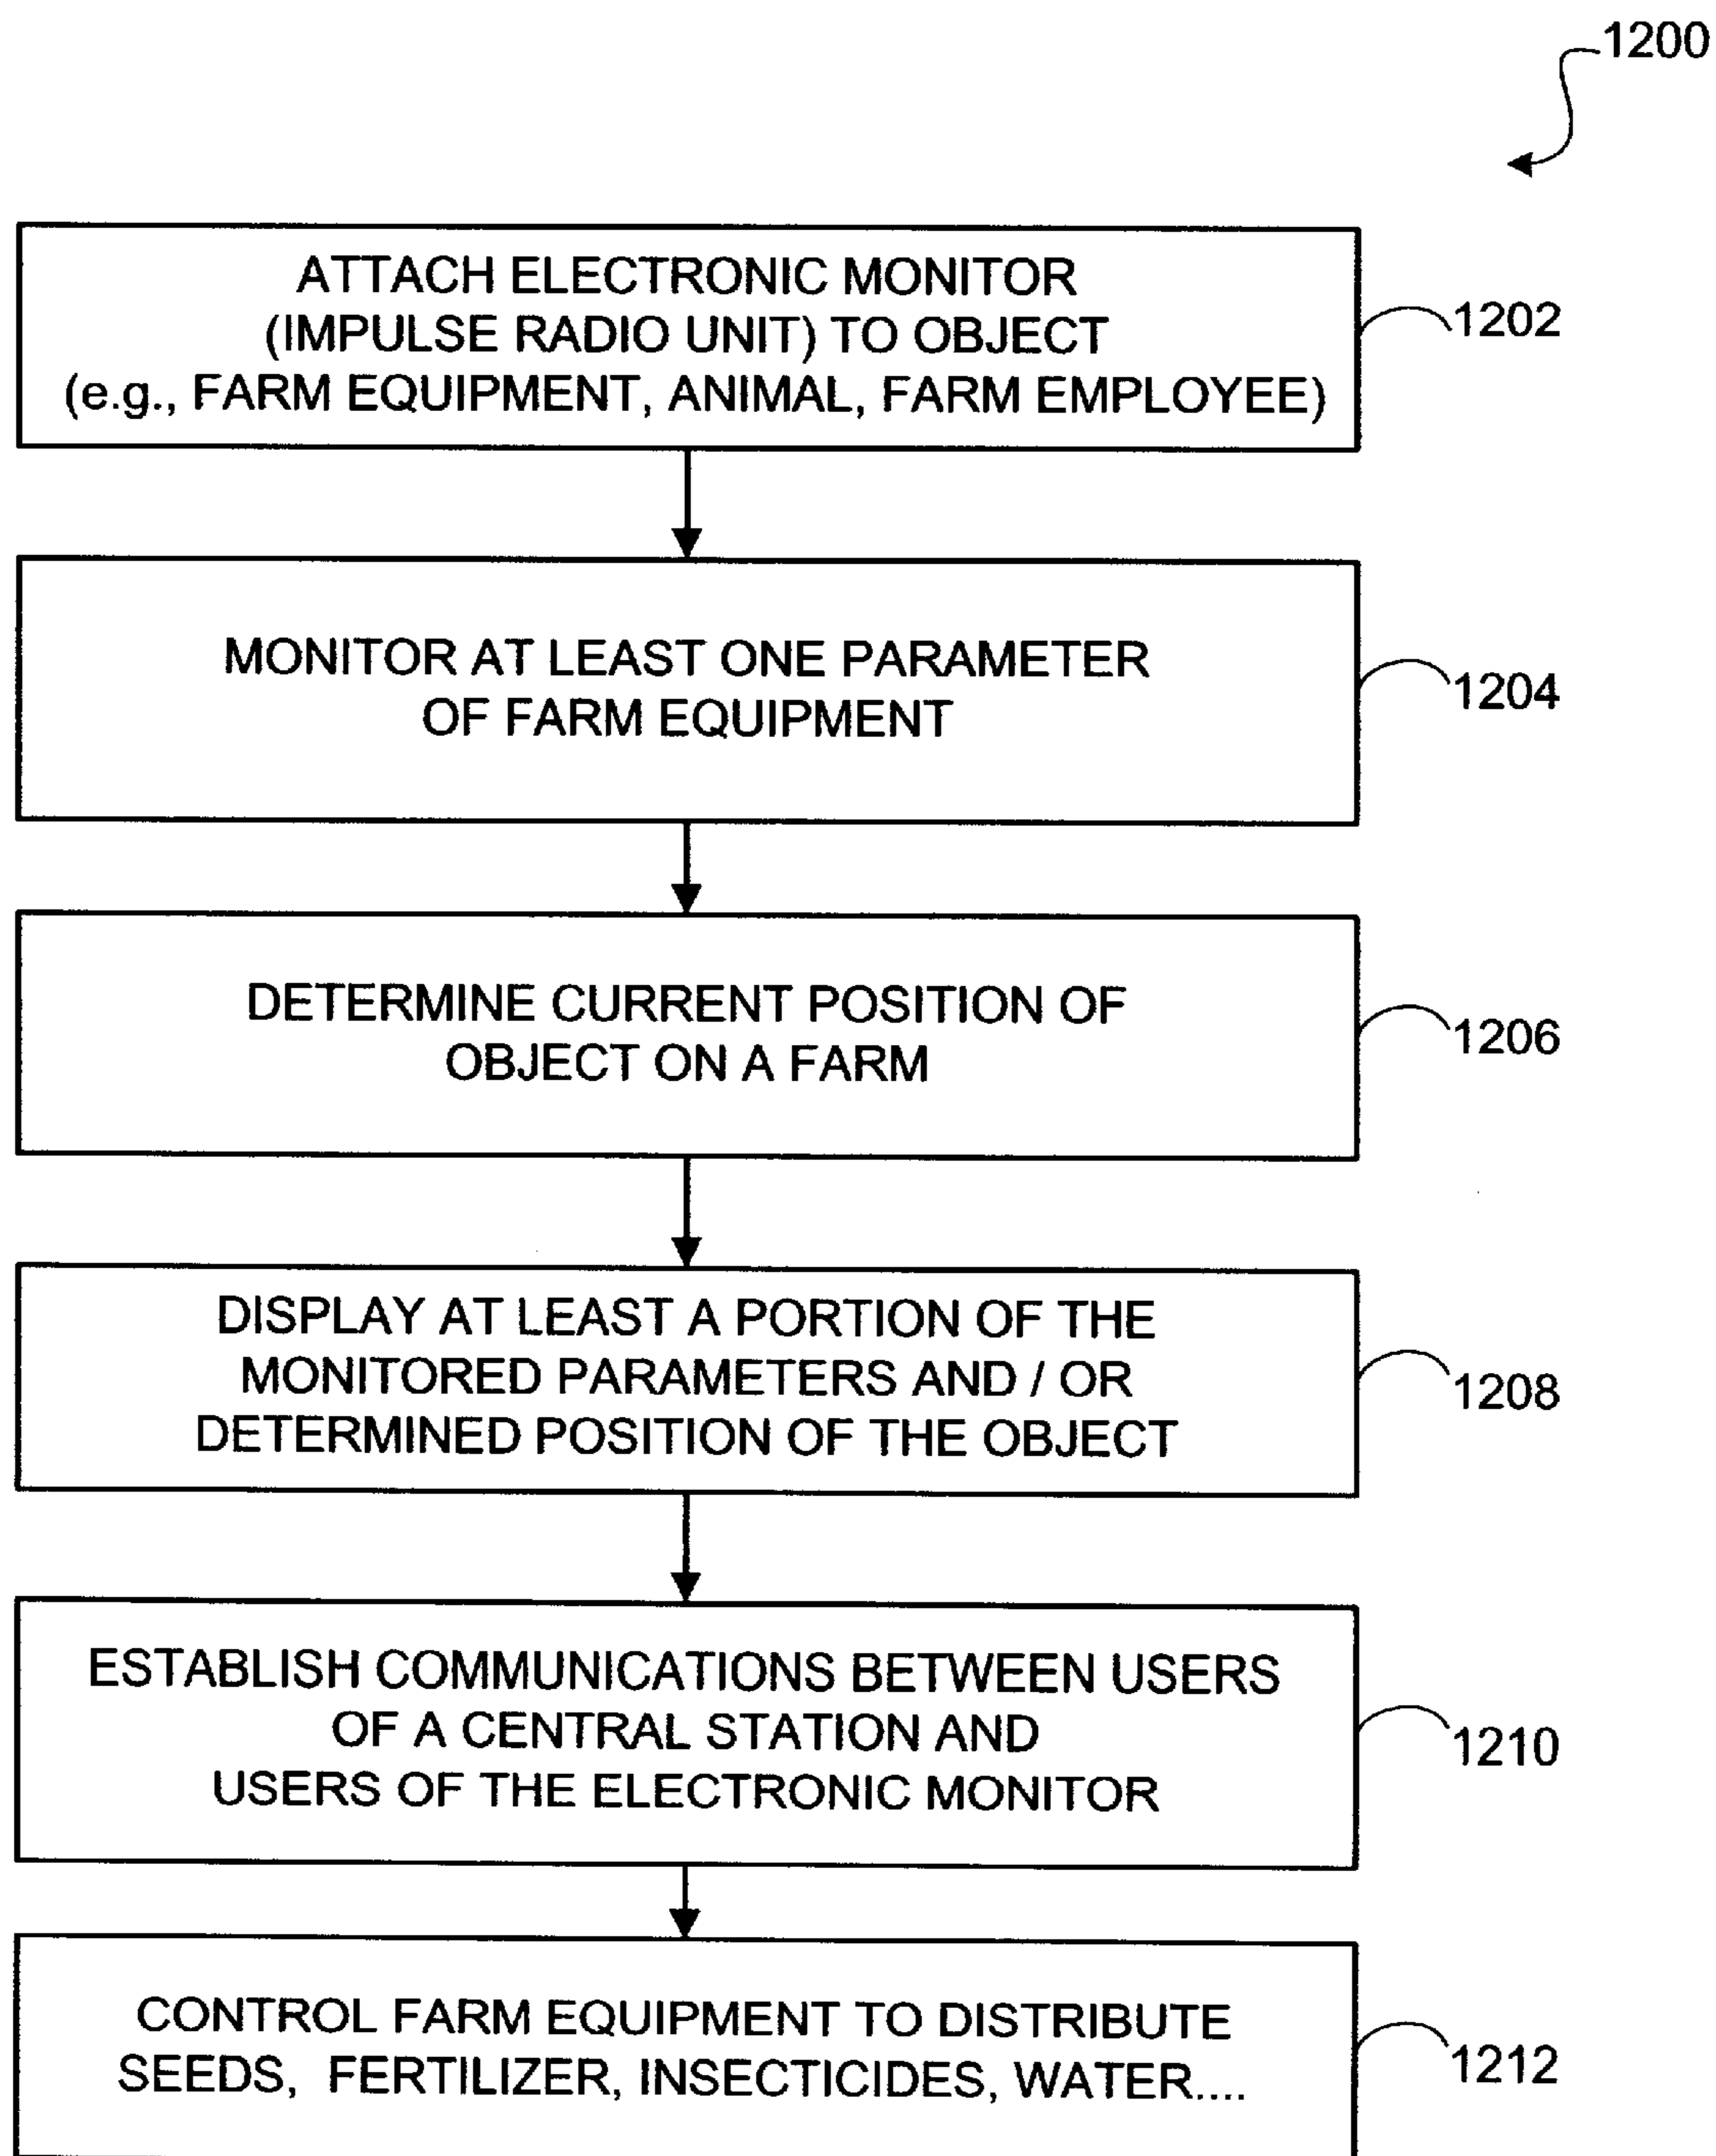 1200
ATTACH ELECTRONIC MONITOR
(IMPULSE RADIO UNIT) TO OBJECT
(e.g., FARM EQUIPMENT, ANIMAL, FARM EMPLOYEE)
1202
MONITOR AT LEAST ONE PARAMETER
OF FARM EQUIPMENT
1204
DETERMINE CURRENT POSITION OF
OBJECT ON A FARM
1206
DISPLAY AT LEAST A PORTION OF THE
MONITORED PARAMETERS AND / OR
DETERMINED POSITION OF THE OBJECT
1208
ESTABLISH COMMUNICATIONS BETWEEN USERS
OF A CENTRAL STATION AND
USERS OF THE ELECTRONIC MONITOR
1210
CONTROL FARM EQUIPMENT TO DISTRIBUTE
SEEDS, FERTILIZER, INSECTICIDES, WATER....
1212